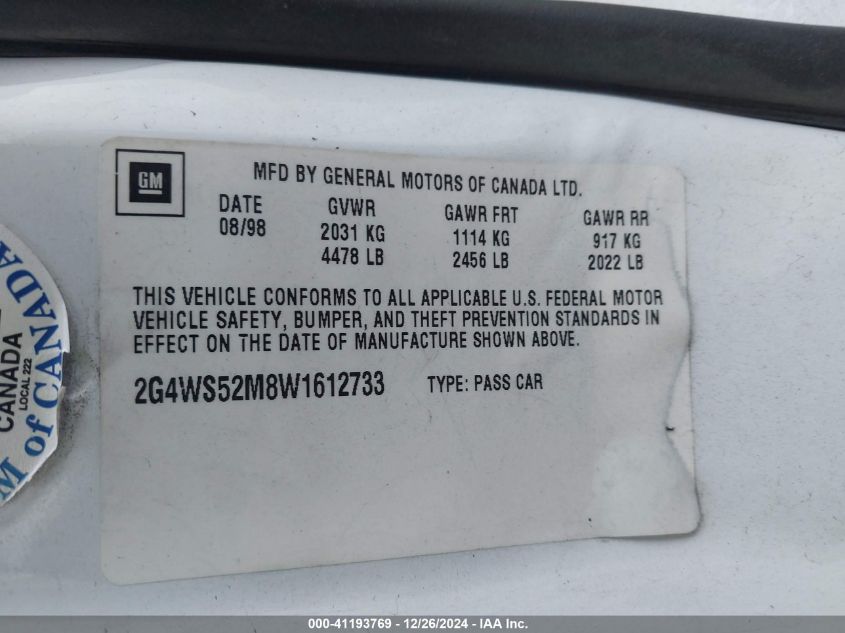 GM
MFD BY GENERAL MOTORS OF CANADA LTD.
DATE GVWR GAWR FRT GAWR RR
08/98 2031 KG 1114 KG 917 KG
4478 LB 2456 LB 2022 LB
THIS VEHICLE CONFORMS TO ALL APPLICABLE U.S. FEDERAL MOTOR
VEHICLE SAFETY, BUMPER, AND THEFT PREVENTION STANDARDS IN
EFFECT ON THE DATE OF MANUFACTURE SHOWN ABOVE.
2G4WS52M8W1612733 TYPE: PASS CAR
CANADA
LOCAL 222
of CANADA
000-41193769 - 12/26/2024 - IAA Inc.